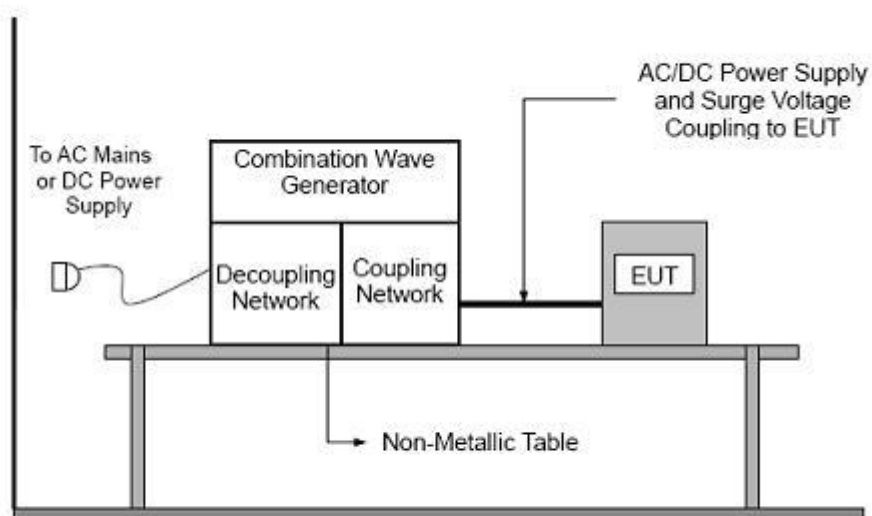 AC/DC Power Supply
and Surge Voltage
Coupling to EUT
To AC Mains
or DC Power
Supply
Combination Wave
Generator
Decoupling
Network
Coupling
Network
EUT
Non-Metallic Table